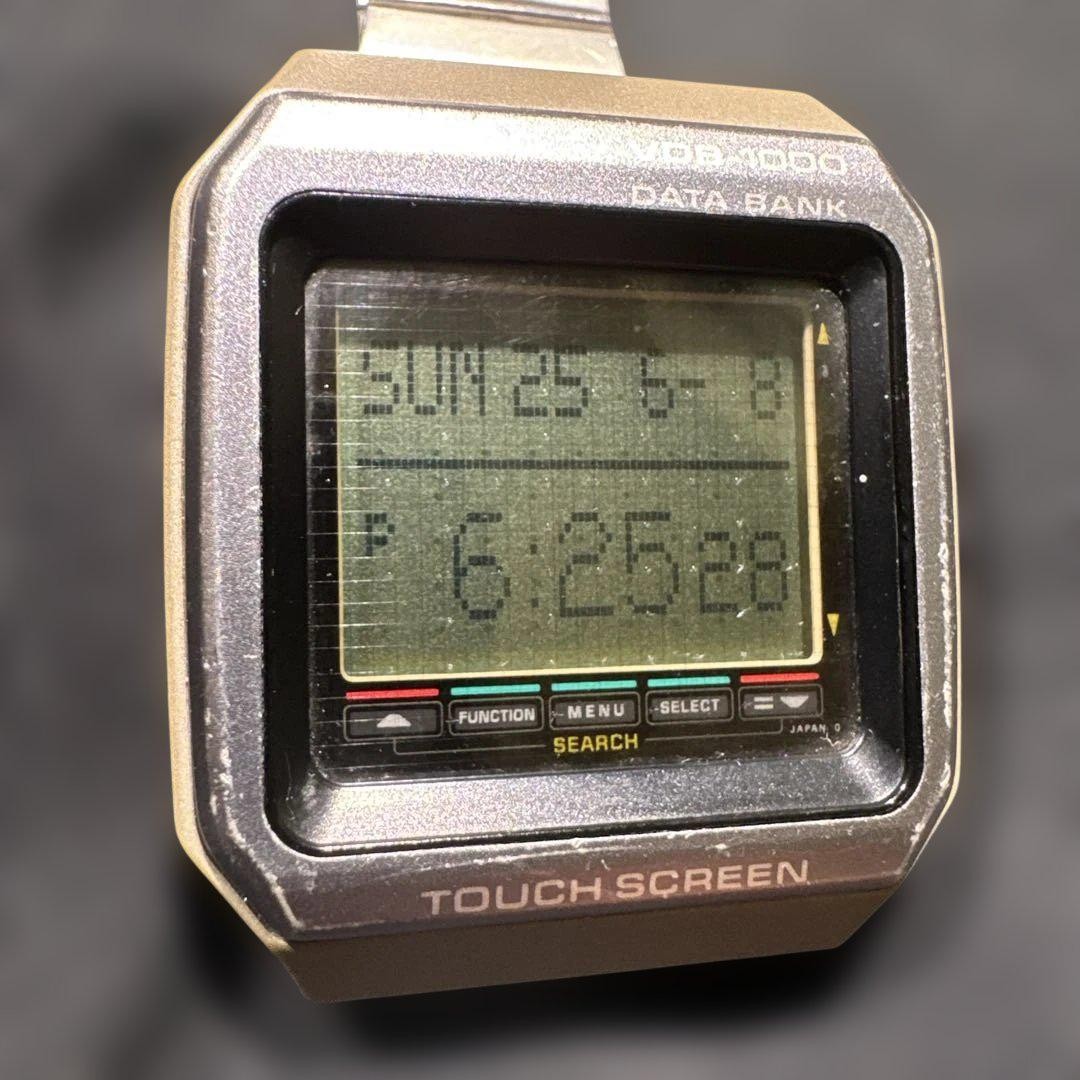 VDB-1000
DATA BANK
SUN 25 6- 8
P 6:25 28
FUNCTION MENU SELECT =
SEARCH
JAPAN
TOUCH SCREEN